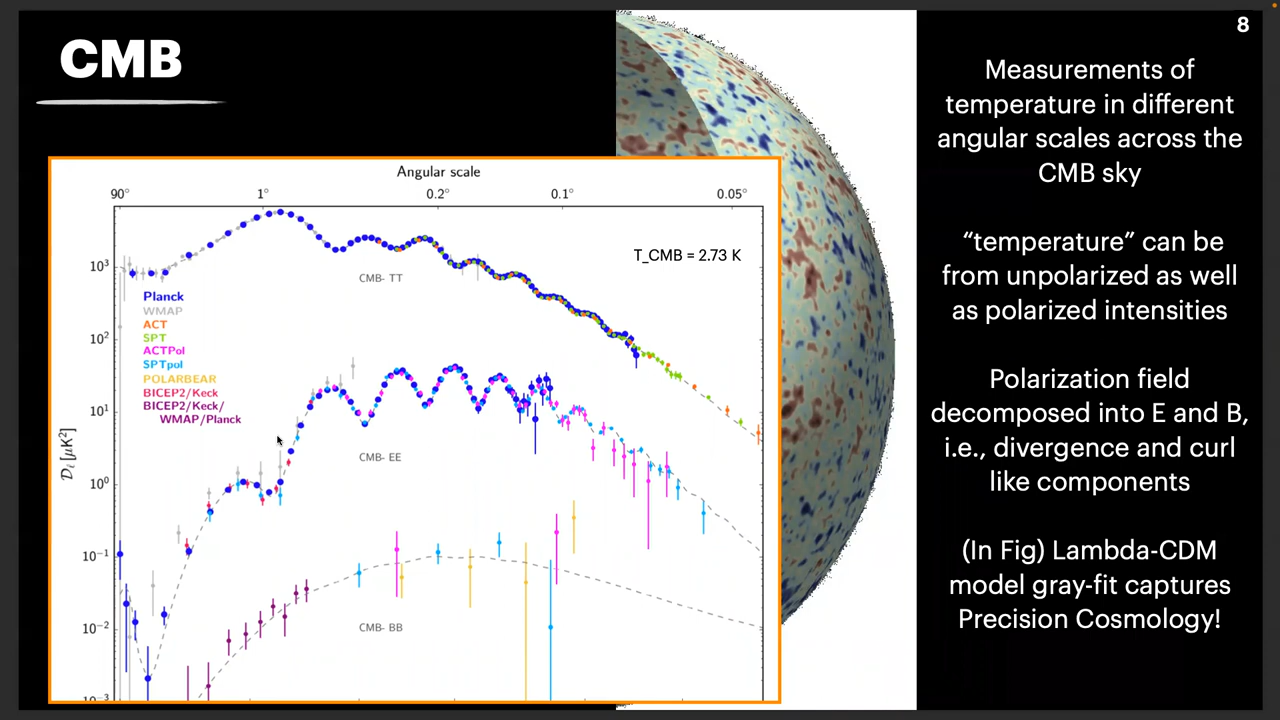 8
CMB
Angular scale
90° 1° 0.2° 0.1° 0.05°
10³
10²
10¹
10⁰
10⁻¹
10⁻²
10⁻³
𝒟ℓ [μK²]
T_CMB = 2.73 K
CMB- TT
Planck
WMAP
ACT
SPT
ACTPol
SPTpol
POLARBEAR
BICEP2/Keck
BICEP2/Keck/
WMAP/Planck
CMB- EE
CMB- BB
Measurements of
temperature in different
angular scales across the
CMB sky
“temperature” can be
from unpolarized as well
as polarized intensities
Polarization field
decomposed into E and B,
i.e., divergence and curl
like components
(In Fig) Lambda-CDM
model gray-fit captures
Precision Cosmology!